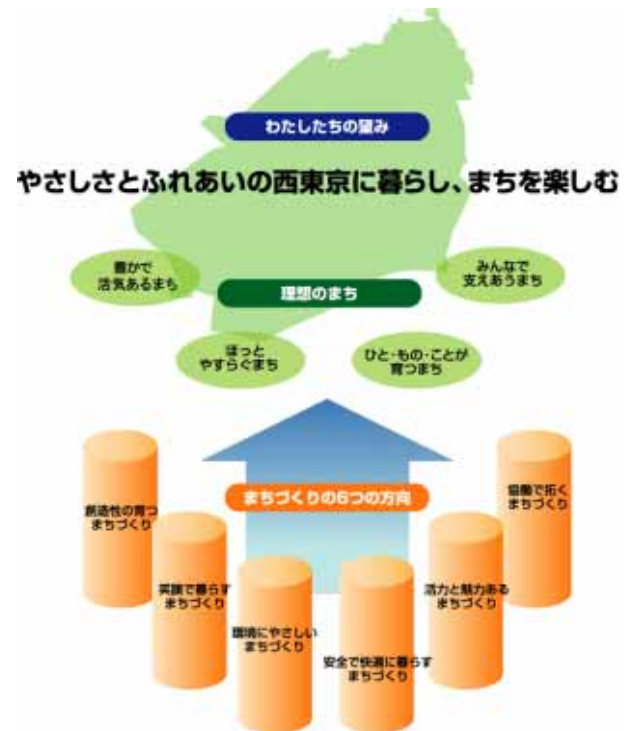 わたしたちの望み
やさしさとふれあいの西東京に暮らし、まちを楽しむ
豊かで
活気あるまち
みんなで
支えあうまち
理想のまち
ほっと
やすらぐまち
ひと・もの・ことが
育つまち
まちづくりの6つの方向
創造性の育つ
まちづくり
協働で拓く
まちづくり
笑顔で暮らす
まちづくり
活力と魅力ある
まちづくり
環境にやさしい
まちづくり
安全で快適に暮らす
まちづくり